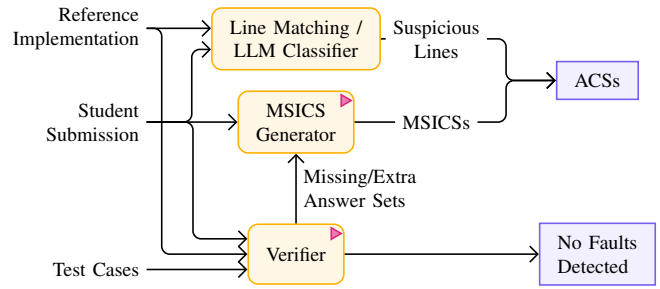 Reference
Implementation
Line Matching /
LLM Classifier
Suspicious
Lines
ACSs
Student
Submission
MSICS
Generator
MSICSs
Missing/Extra
Answer Sets
Test Cases
Verifier
No Faults
Detected